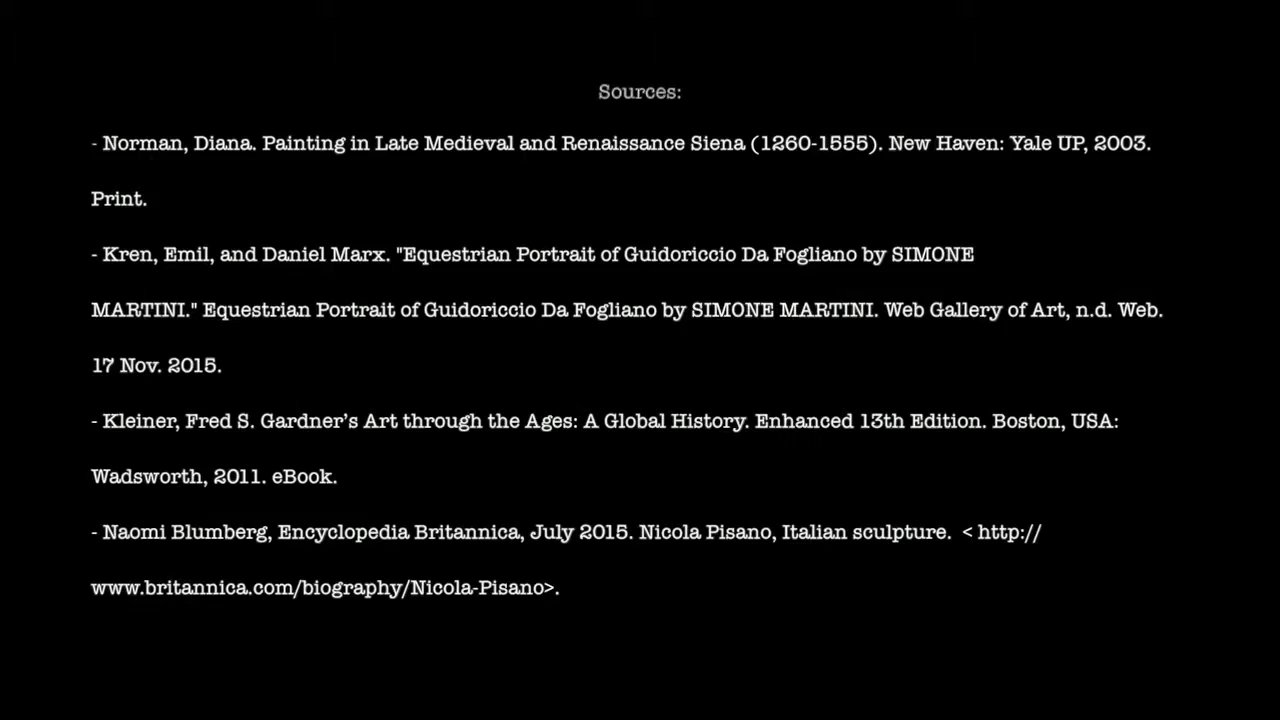 Sources:
- Norman, Diana. Painting in Late Medieval and Renaissance Siena (1260-1555). New Haven: Yale UP, 2003.
Print.
- Kren, Emil, and Daniel Marx. "Equestrian Portrait of Guidoriccio Da Fogliano by SIMONE
MARTINI." Equestrian Portrait of Guidoriccio Da Fogliano by SIMONE MARTINI. Web Gallery of Art, n.d. Web.
17 Nov. 2015.
- Kleiner, Fred S. Gardner’s Art through the Ages: A Global History. Enhanced 13th Edition. Boston, USA:
Wadsworth, 2011. eBook.
- Naomi Blumberg, Encyclopedia Britannica, July 2015. Nicola Pisano, Italian sculpture.  < http://
www.britannica.com/biography/Nicola-Pisano>.